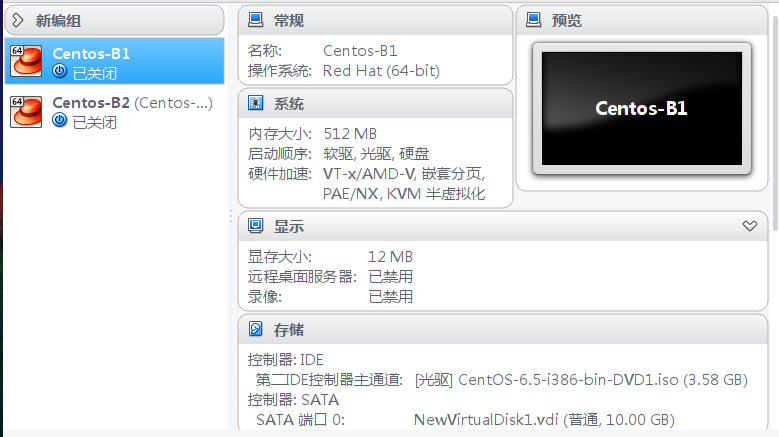 新编组
64
Centos-B1
已关闭
64
Centos-B2 (Centos-...)
已关闭
常规
名称: Centos-B1
操作系统: Red Hat (64-bit)
系统
内存大小: 512 MB
启动顺序: 软驱, 光驱, 硬盘
硬件加速: VT-x/AMD-V, 嵌套分页,
PAE/NX, KVM 半虚拟化
预览
Centos-B1
显示
显存大小: 12 MB
远程桌面服务器: 已禁用
录像: 已禁用
存储
控制器: IDE
第二IDE控制器主通道: [光驱] CentOS-6.5-i386-bin-DVD1.iso (3.58 GB)
控制器: SATA
SATA 端口 0: NewVirtualDisk1.vdi (普通, 10.00 GB)